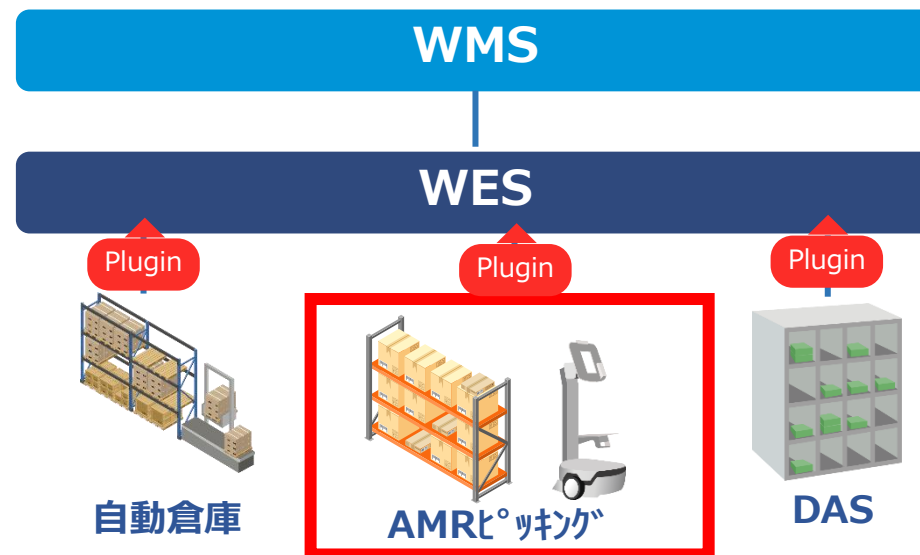 WMS
WES
Plugin
Plugin
Plugin
自動倉庫
AMRﾋﾟｯｷﾝｸﾞ
DAS